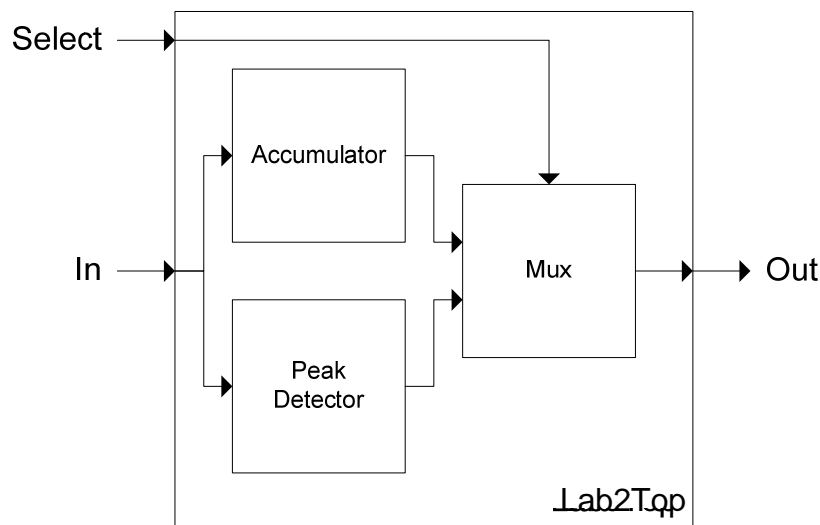 Select
Accumulator
In
Mux
Out
Peak
Detector
Lab2Top